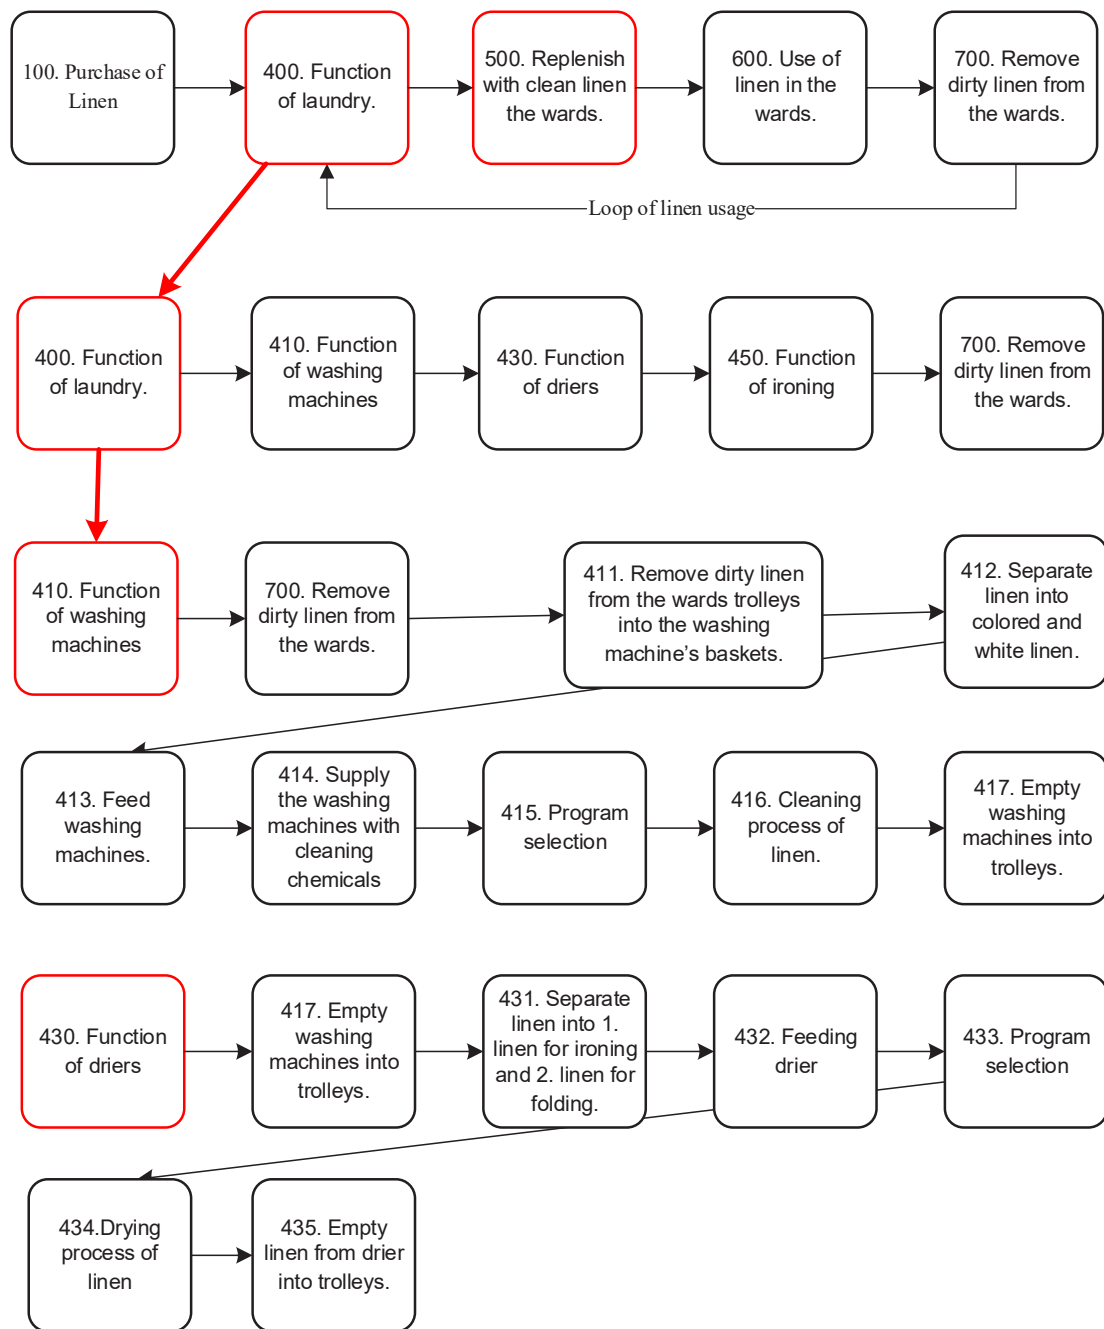 100. Purchase of
Linen
400. Function
of laundry.
500. Replenish
with clean linen
the wards.
600. Use of
linen in the
wards.
700. Remove
dirty linen from
the wards.
Loop of linen usage
400. Function
of laundry.
410. Function
of washing
machines
430. Function
of driers
450. Function
of ironing
700. Remove
dirty linen from
the wards.
410. Function
of washing
machines
700. Remove
dirty linen from
the wards.
411. Remove dirty linen
from the wards trolleys
into the washing
machine’s baskets.
412. Separate
linen into
colored and
white linen.
413. Feed
washing
machines.
414. Supply
the washing
machines with
cleaning
chemicals
415. Program
selection
416. Cleaning
process of
linen.
417. Empty
washing
machines into
trolleys.
430. Function
of driers
417. Empty
washing
machines into
trolleys.
431. Separate
linen into 1.
linen for ironing
and 2. linen for
folding.
432. Feeding
drier
433. Program
selection
434.Drying
process of
linen
435. Empty
linen from drier
into trolleys.